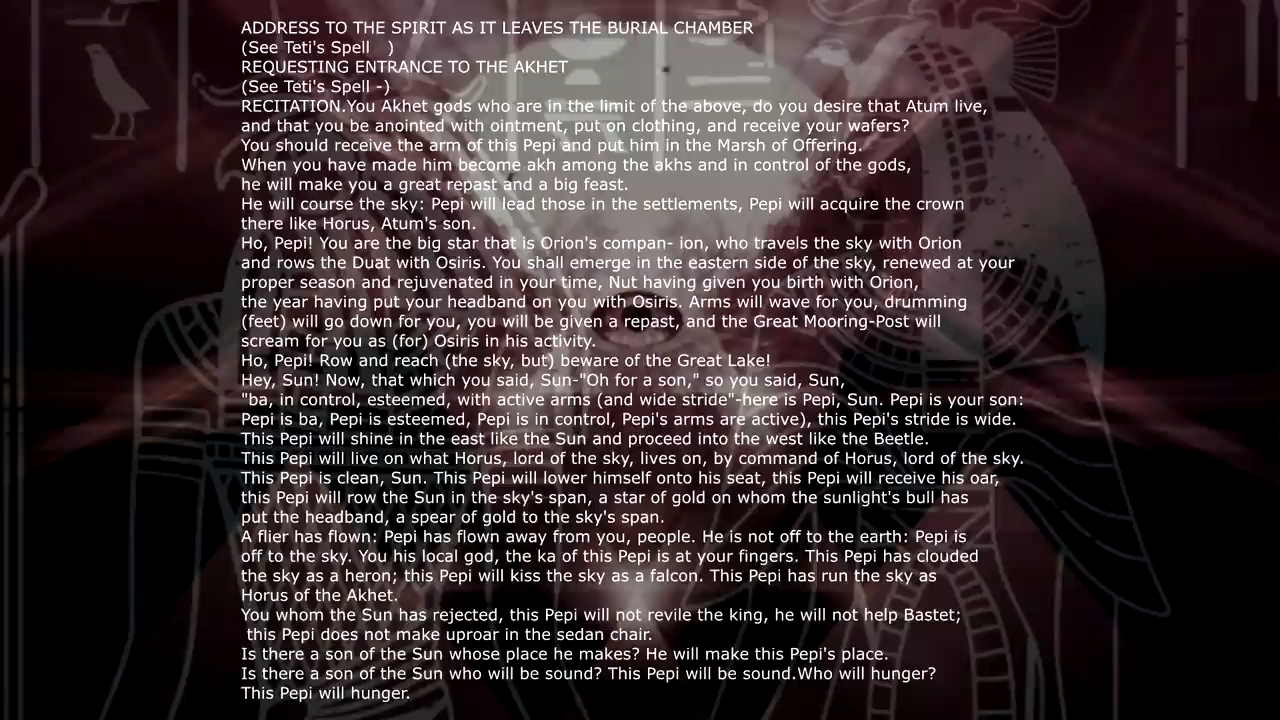 ADDRESS TO THE SPIRIT AS IT LEAVES THE BURIAL CHAMBER
(See Teti's Spell   )
REQUESTING ENTRANCE TO THE AKHET
(See Teti's Spell -)
RECITATION.You Akhet gods who are in the limit of the above, do you desire that Atum live,
and that you be anointed with ointment, put on clothing, and receive your wafers?
You should receive the arm of this Pepi and put him in the Marsh of Offering.
When you have made him become akh among the akhs and in control of the gods,
he will make you a great repast and a big feast.
He will course the sky: Pepi will lead those in the settlements, Pepi will acquire the crown
there like Horus, Atum's son.
Ho, Pepi! You are the big star that is Orion's compan- ion, who travels the sky with Orion
and rows the Duat with Osiris. You shall emerge in the eastern side of the sky, renewed at your
proper season and rejuvenated in your time, Nut having given you birth with Orion,
the year having put your headband on you with Osiris. Arms will wave for you, drumming
(feet) will go down for you, you will be given a repast, and the Great Mooring-Post will
scream for you as (for) Osiris in his activity.
Ho, Pepi! Row and reach (the sky, but) beware of the Great Lake!
Hey, Sun! Now, that which you said, Sun-"Oh for a son," so you said, Sun,
"ba, in control, esteemed, with active arms (and wide stride"-here is Pepi, Sun. Pepi is your son:
Pepi is ba, Pepi is esteemed, Pepi is in control, Pepi's arms are active), this Pepi's stride is wide.
This Pepi will shine in the east like the Sun and proceed into the west like the Beetle.
This Pepi will live on what Horus, lord of the sky, lives on, by command of Horus, lord of the sky.
This Pepi is clean, Sun. This Pepi will lower himself onto his seat, this Pepi will receive his oar,
this Pepi will row the Sun in the sky's span, a star of gold on whom the sunlight's bull has
put the headband, a spear of gold to the sky's span.
A flier has flown: Pepi has flown away from you, people. He is not off to the earth: Pepi is
off to the sky. You his local god, the ka of this Pepi is at your fingers. This Pepi has clouded
the sky as a heron; this Pepi will kiss the sky as a falcon. This Pepi has run the sky as
Horus of the Akhet.
You whom the Sun has rejected, this Pepi will not revile the king, he will not help Bastet;
this Pepi does not make uproar in the sedan chair.
Is there a son of the Sun whose place he makes? He will make this Pepi's place.
Is there a son of the Sun who will be sound? This Pepi will be sound.Who will hunger?
This Pepi will hunger.